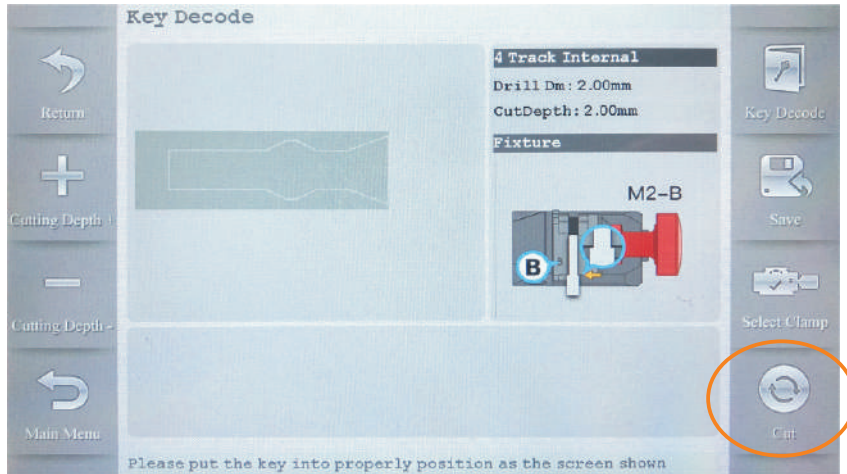 Key Decode
Return
Cutting Depth +
Cutting Depth -
Main Menu
4 Track Internal
Drill Dm: 2.00mm
CutDepth: 2.00mm
Fixture
M2-B
B
Key Decode
Save
Select Clamp
Cut
Please put the key into properly position as the screen shown